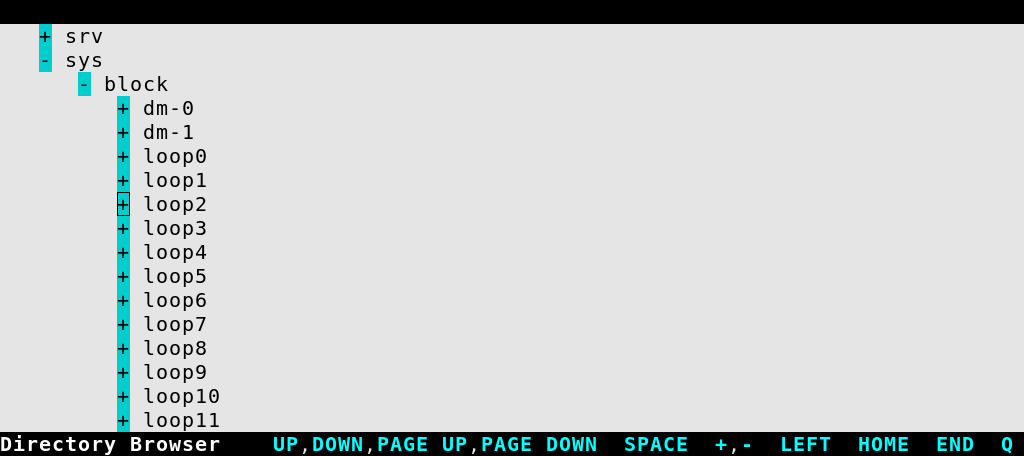 + srv
- sys
- block
+ dm-0
+ dm-1
+ loop0
+ loop1
+ loop2
+ loop3
+ loop4
+ loop5
+ loop6
+ loop7
+ loop8
+ loop9
+ loop10
+ loop11
Directory Browser    UP,DOWN,PAGE UP,PAGE DOWN  SPACE  +,-  LEFT  HOME  END  Q